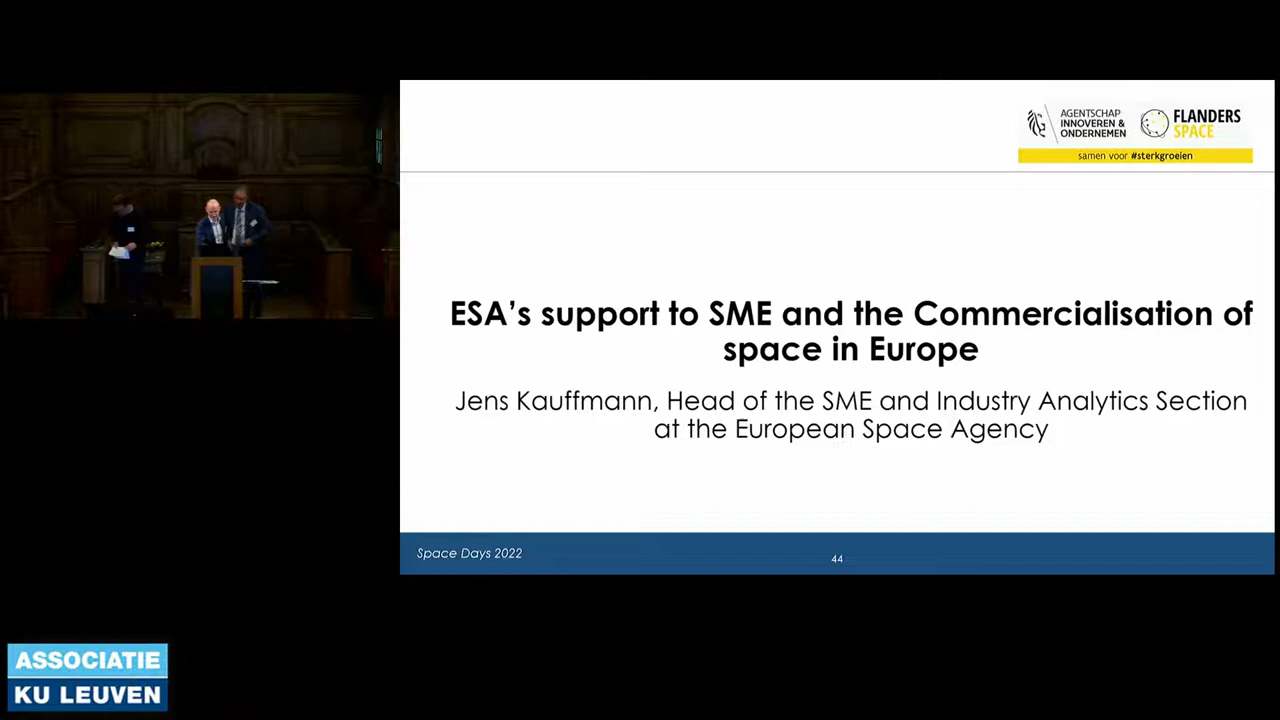 AGENTSCHAP
INNOVEREN &
ONDERNEMEN
FLANDERS
SPACE
samen voor #sterkgroeien
ESA's support to SME and the Commercialisation of
space in Europe
Jens Kauffmann, Head of the SME and Industry Analytics Section
at the European Space Agency
Space Days 2022
44
ASSOCIATIE
KU LEUVEN